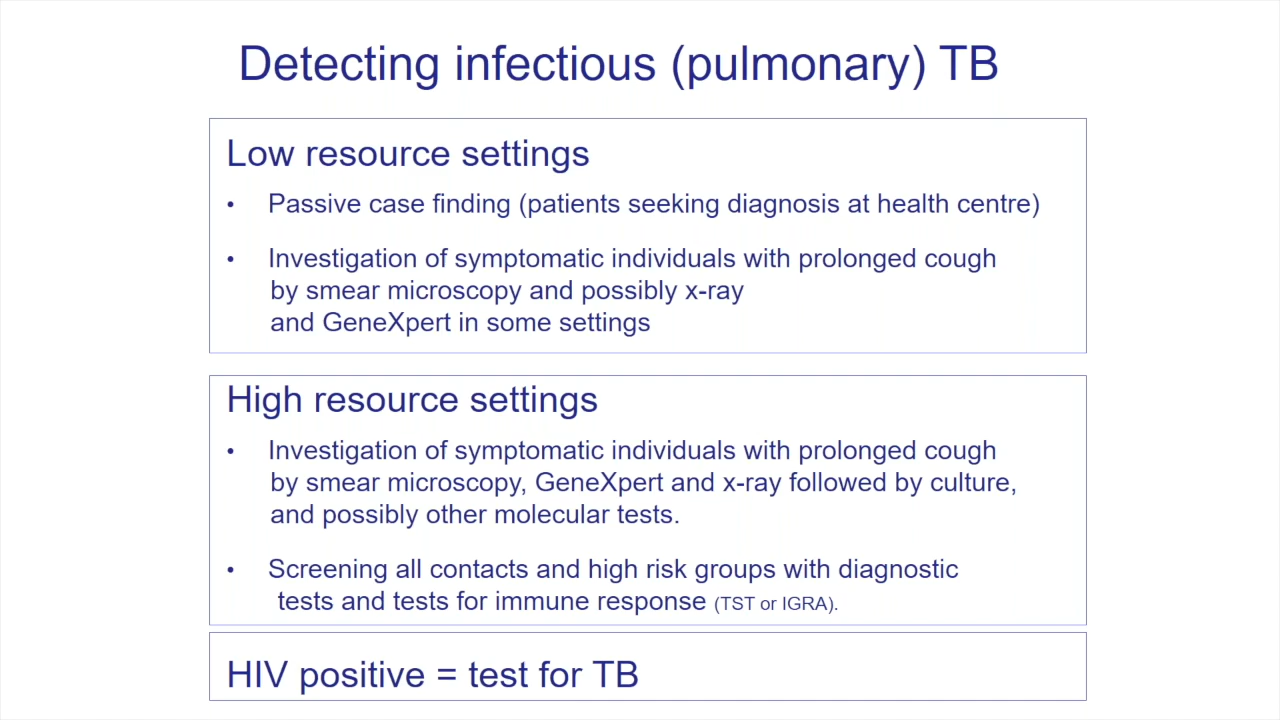 Detecting infectious (pulmonary) TB
Low resource settings
• Passive case finding (patients seeking diagnosis at health centre)
• Investigation of symptomatic individuals with prolonged cough
by smear microscopy and possibly x-ray
and GeneXpert in some settings
High resource settings
• Investigation of symptomatic individuals with prolonged cough
by smear microscopy, GeneXpert and x-ray followed by culture,
and possibly other molecular tests.
• Screening all contacts and high risk groups with diagnostic
tests and tests for immune response (TST or IGRA).
HIV positive = test for TB